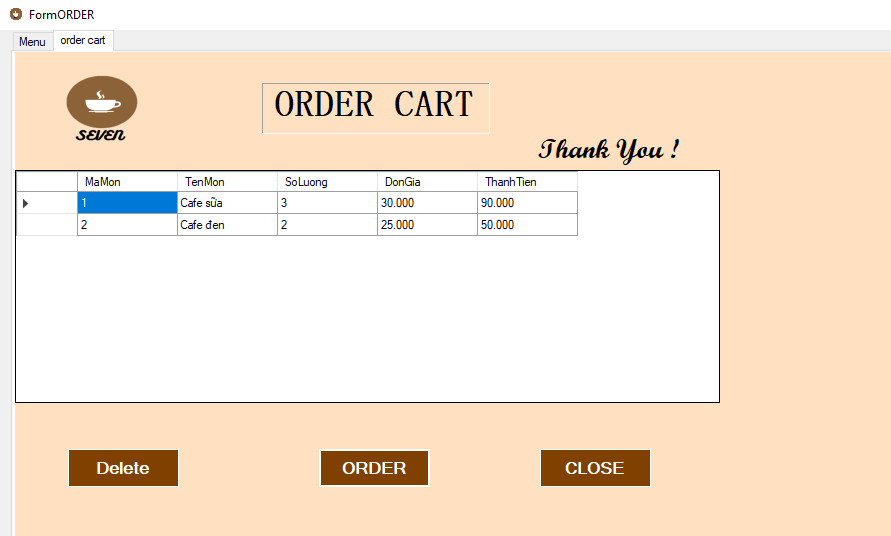 FormORDER
Menu order cart
SEVEN
ORDER CART
Thank You !
MaMon TenMon SoLuong DonGia ThanhTien
1 Cafe sữa 3 30.000 90.000
2 Cafe đen 2 25.000 50.000
Delete ORDER CLOSE